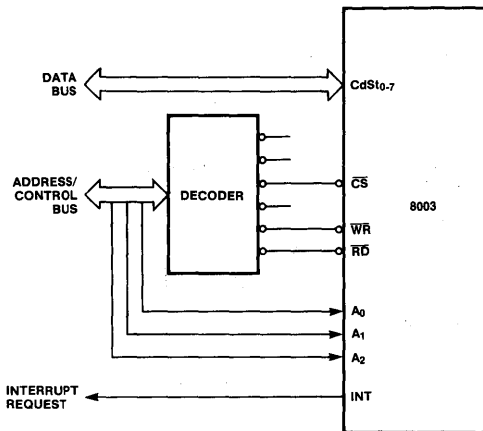 DATA
BUS
CdSt0-7
ADDRESS/
CONTROL
BUS
DECODER
CS
8003
WR
RD
A0
A1
A2
INTERRUPT
REQUEST
INT